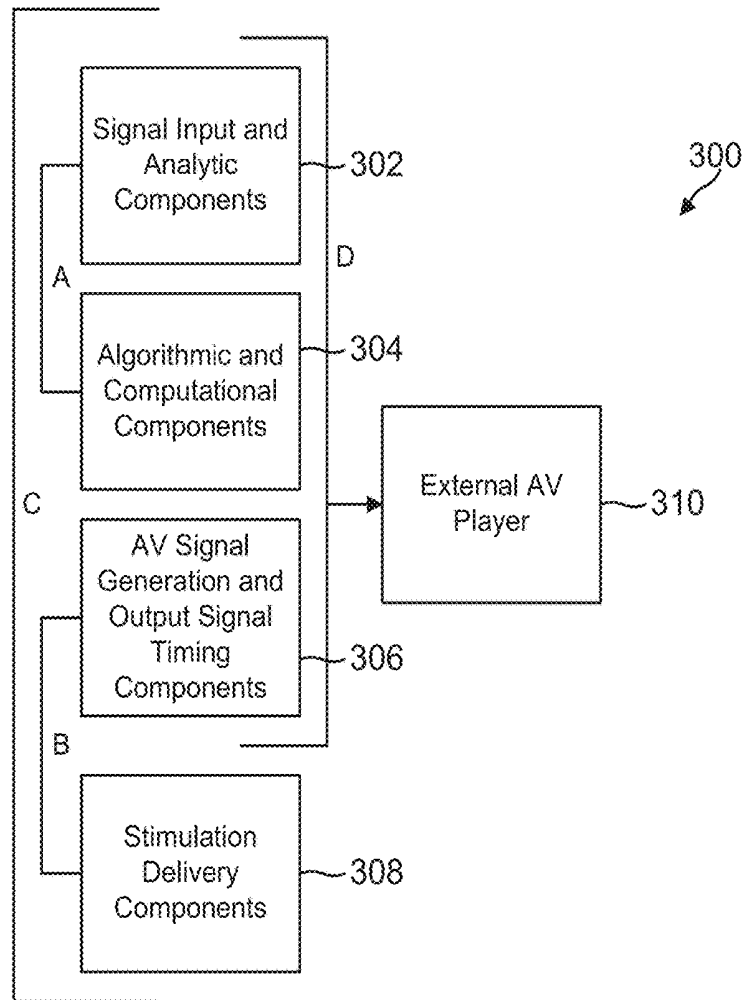 Signal Input and
Analytic
Components
302
300
A
D
Algorithmic and
Computational
Components
304
C
External AV
Player
310
AV Signal
Generation and
Output Signal
Timing
Components
306
B
Stimulation
Delivery
Components
308